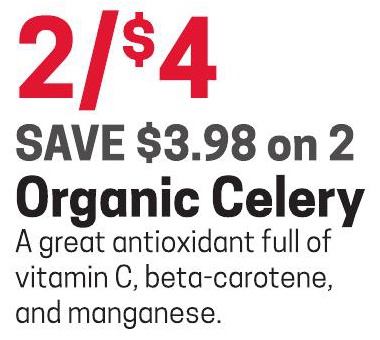 2/$4
SAVE $3.98 on 2
Organic Celery
A great antioxidant full of
vitamin C, beta-carotene,
and manganese.